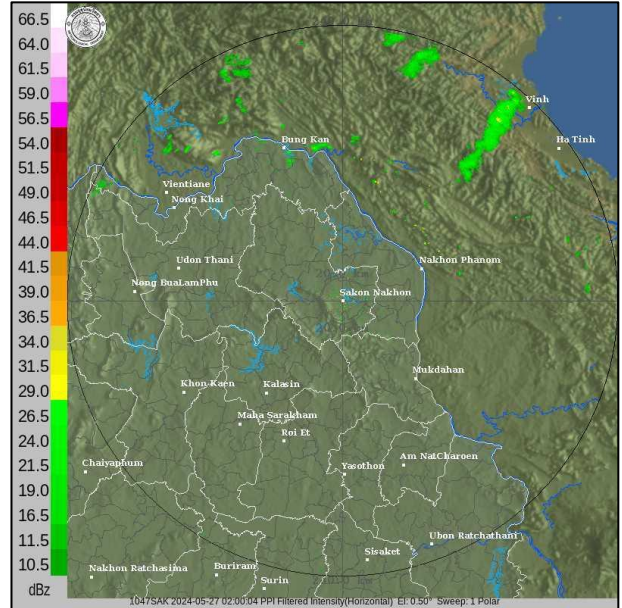 66.5
64.0
61.5
59.0
56.5
54.0
51.5
49.0
46.5
44.0
41.5
39.0
36.5
34.0
31.5
29.0
26.5
24.0
21.5
19.0
16.5
13.5
10.5
dBz
Vinh
Ha Tinh
Bung Kan
Vientiane
Nong Khai
Udon Thani
Nakhon Phanom
Nong BuaLamPhu
Sakon Nakhon
Mukdahan
Khon Kaen
Kalasin
Maha Sarakham
Roi Et
Chaiyaphum
Yasothon
Am NatCharoen
Ubon Ratchathani
Sisaket
Nakhon Ratchasima
Buriram
Surin
1047SAK 2024-05-27 02:00:04 PPI Filtered Intensity(Horizontal) El: 0.50° Sweep: 1 Polar